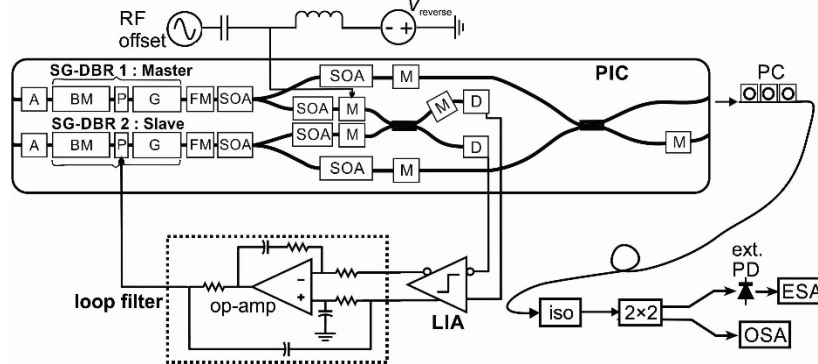 RF
offset
V reverse
SG-DBR 1 : Master
PIC
PC
SOA
M
A
BM
P
G
FM
SOA
SOA
M
M
D
SG-DBR 2 : Slave
A
BM
P
G
FM
SOA
SOA
M
D
M
SOA
M
loop filter
op-amp
-
+
LIA
ext.
PD
iso
2×2
ESA
OSA